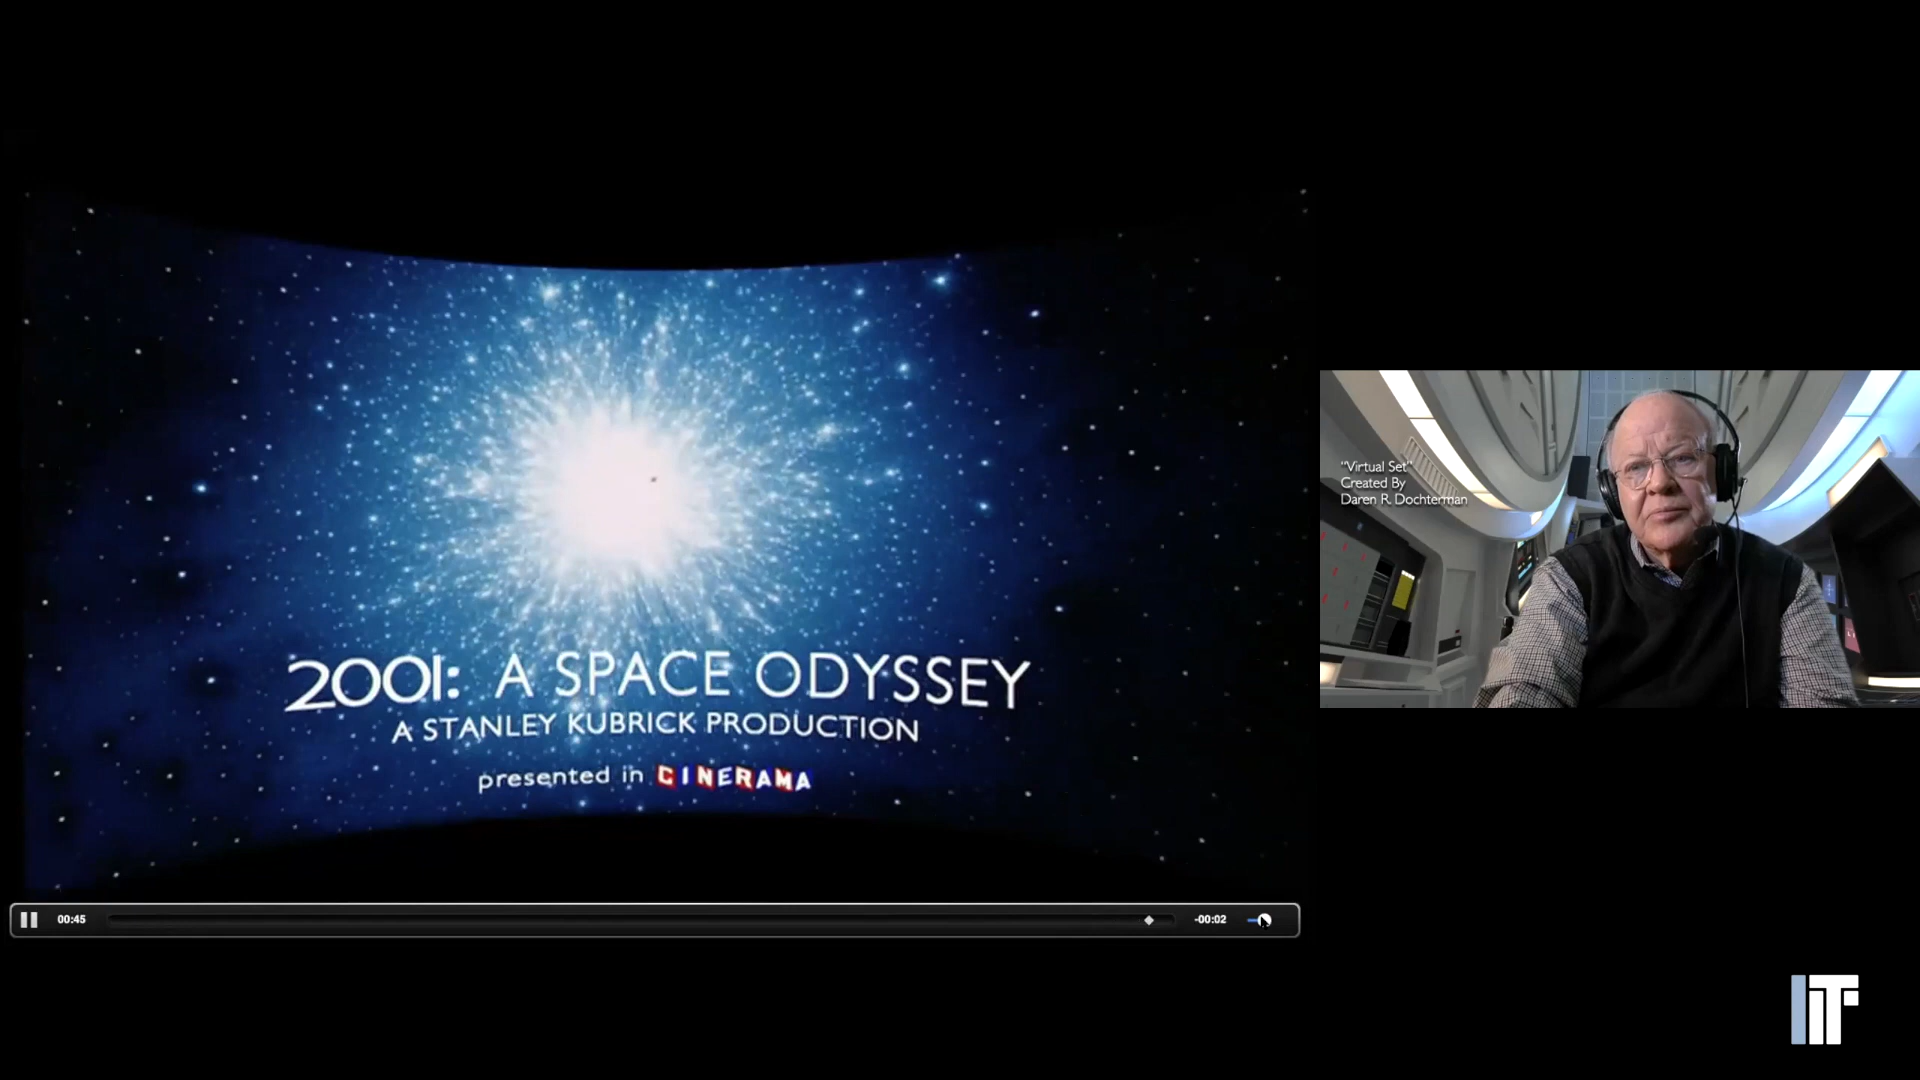 2001: A SPACE ODYSSEY
A STANLEY KUBRICK PRODUCTION
presented in CINERAMA
"Virtual Set"
Created By
Daren R. Dochterman
00:45
-00:02